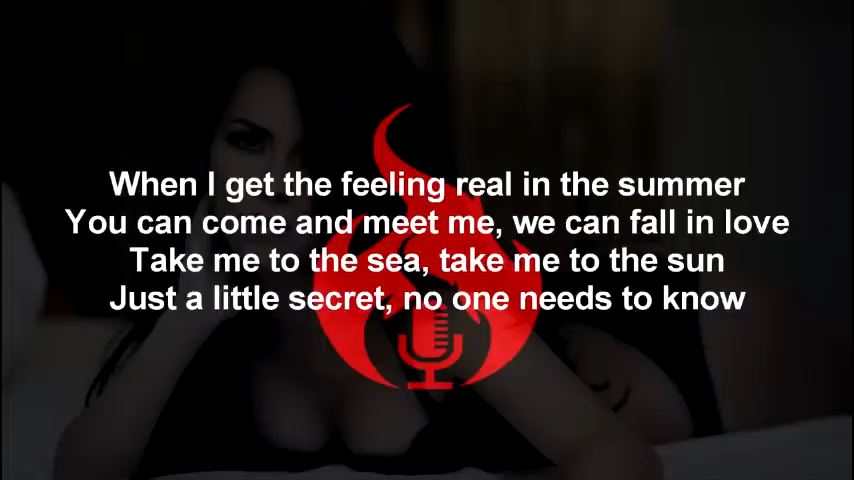 When I get the feeling real in the summer
You can come and meet me, we can fall in love
Take me to the sea, take me to the sun
Just a little secret, no one needs to know